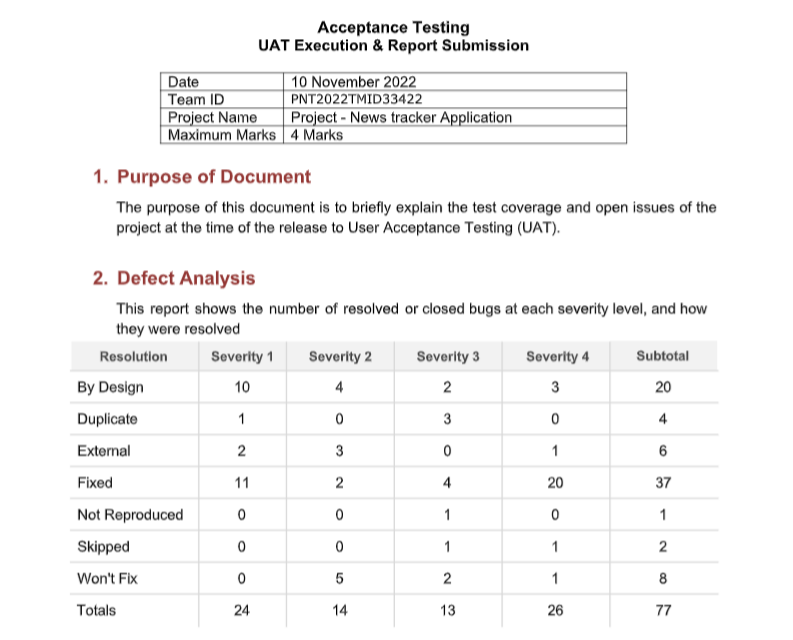 Acceptance Testing
UAT Execution & Report Submission
Date 10 November 2022
Team ID PNT2022TMID33422
Project Name Project - News tracker Application
Maximum Marks 4 Marks
1. Purpose of Document
The purpose of this document is to briefly explain the test coverage and open issues of the
project at the time of the release to User Acceptance Testing (UAT).
2. Defect Analysis
This report shows the number of resolved or closed bugs at each severity level, and how
they were resolved
Resolution Severity 1 Severity 2 Severity 3 Severity 4 Subtotal
By Design 10 4 2 3 20
Duplicate 1 0 3 0 4
External 2 3 0 1 6
Fixed 11 2 4 20 37
Not Reproduced 0 0 1 0 1
Skipped 0 0 1 1 2
Won't Fix 0 5 2 1 8
Totals 24 14 13 26 77